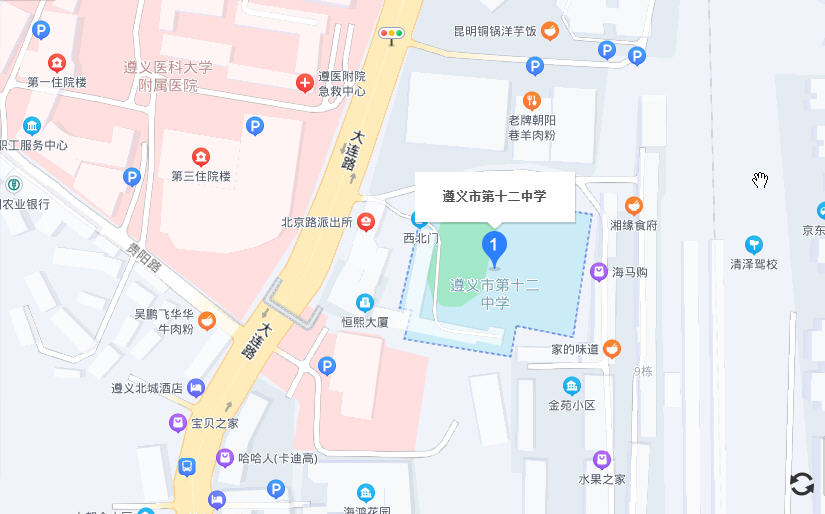 昆明铜锅洋芋饭
遵义医科大学
附属医院
第一住院楼
遵医附院
急救中心
老牌朝阳
巷羊肉粉
职工服务中心
大连路
第三住院楼
遵义市第十二中学
农业银行
北京路派出所
西北门
湘缘食府
京东
贵阳路
清泽驾校
海马购
1
遵义市第十二
中学
吴鹏飞华华
牛肉粉
恒熙大厦
大连路
家的味道
9栋
遵义北城酒店
金苑小区
宝贝之家
哈哈人(卡迪高)
水果之家
海鸿花园